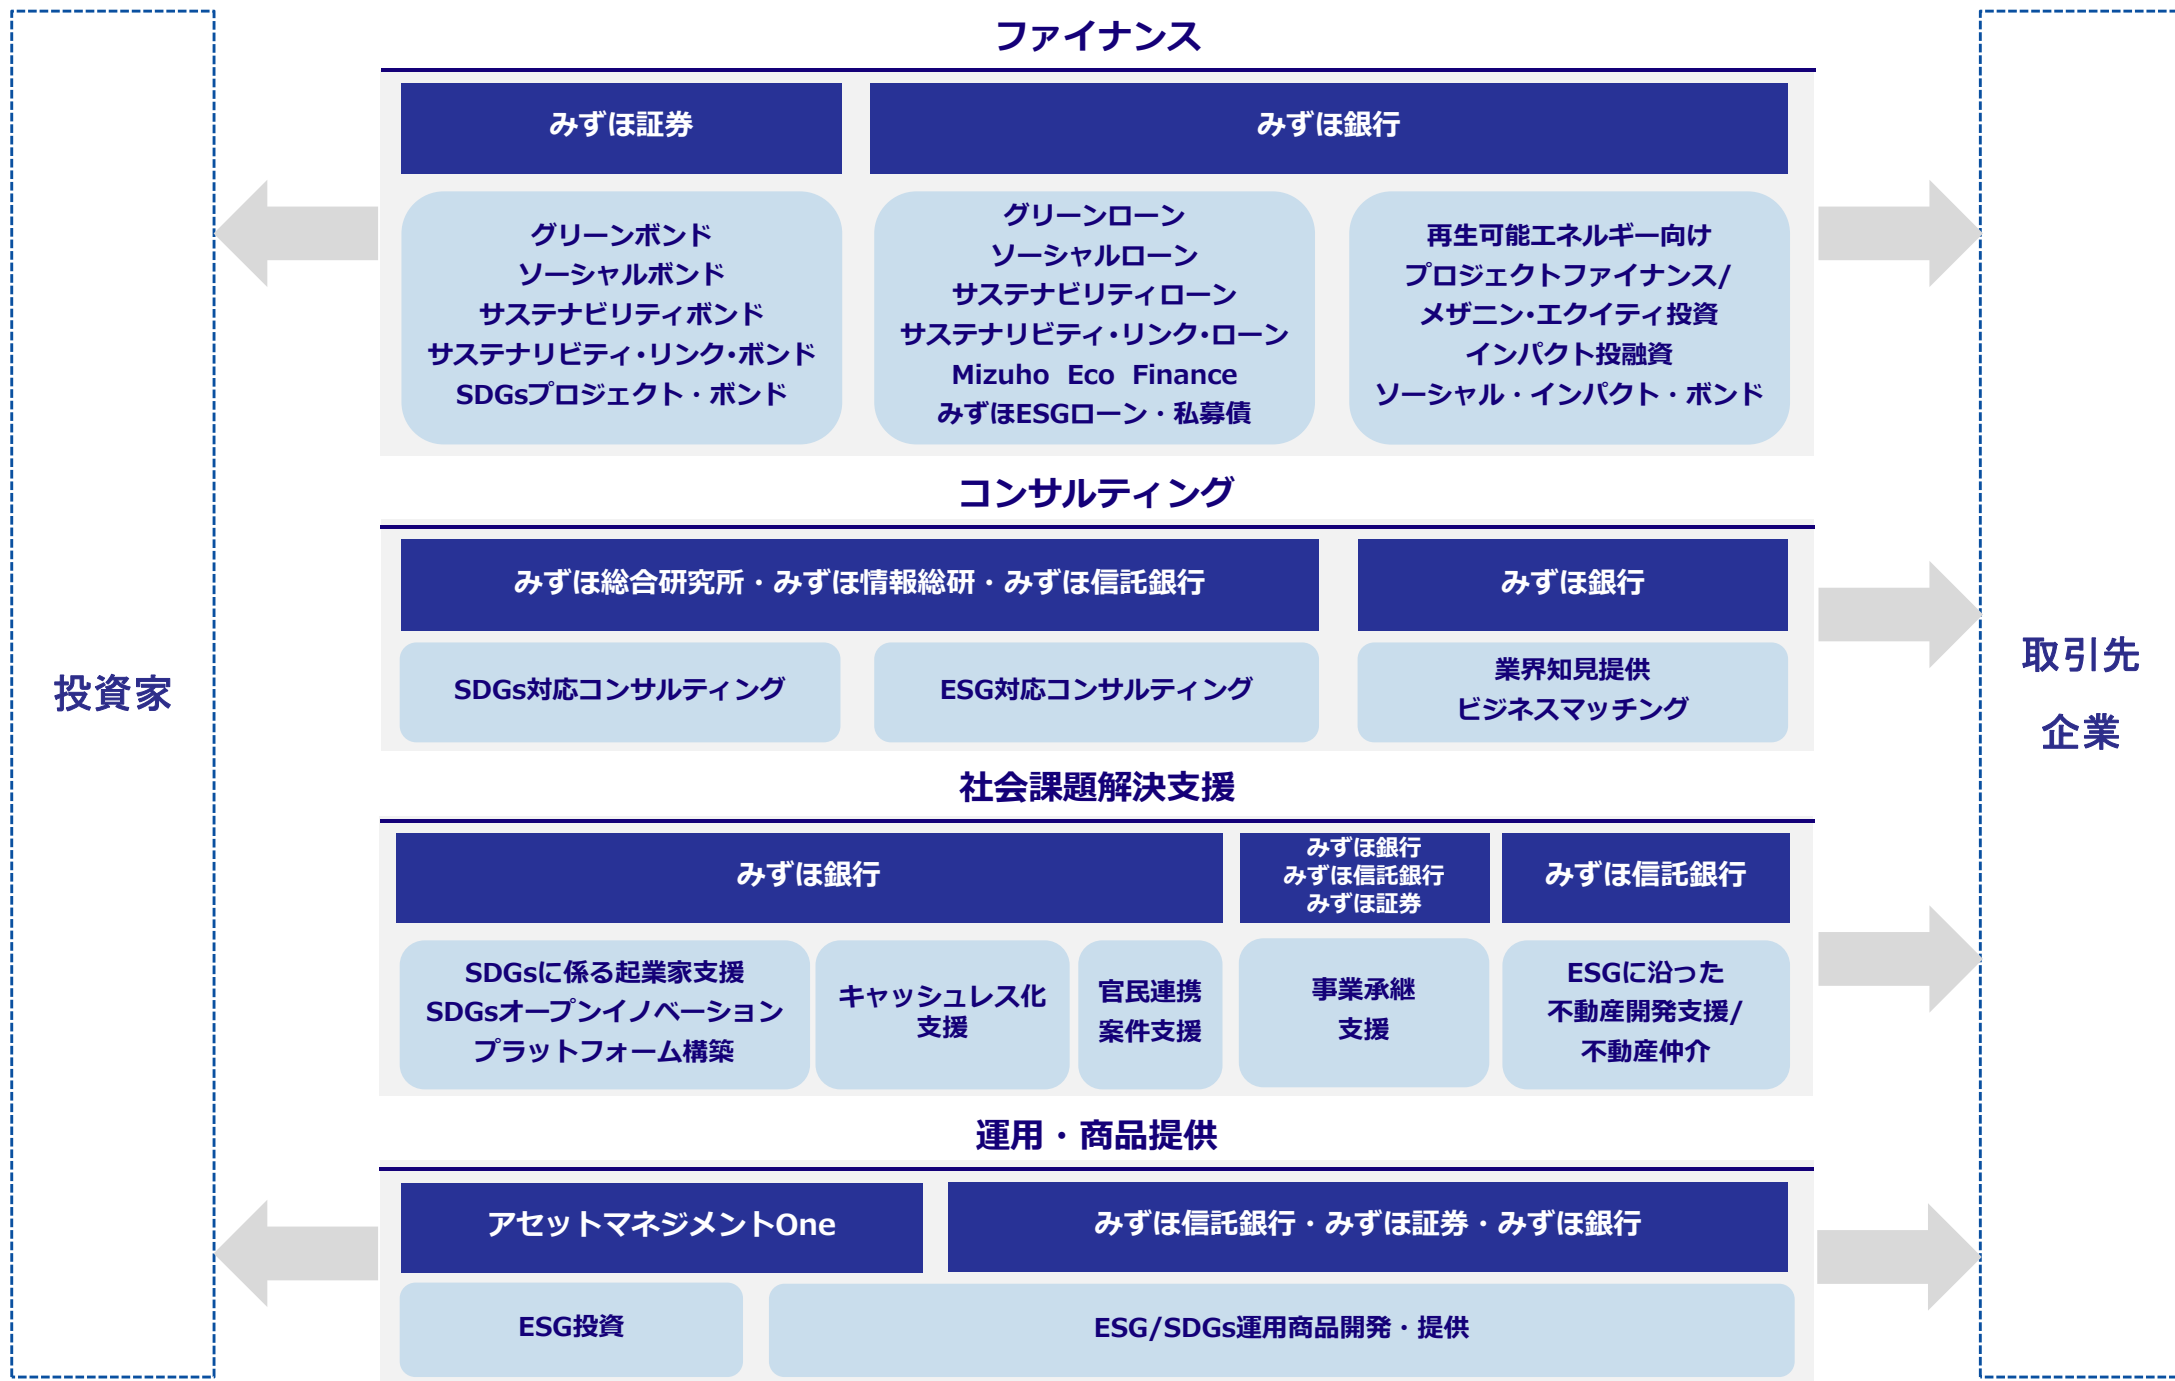 ファイナンス
みずほ証券
みずほ銀行
グリーンボンド
ソーシャルボンド
サステナビリティボンド
サステナリビティ･リンク･ボンド
SDGsプロジェクト・ボンド
グリーンローン
ソーシャルローン
サステナビリティローン
サステナリビティ･リンク･ローン
Mizuho Eco Finance
みずほESGローン・私募債
再生可能エネルギー向け
プロジェクトファイナンス/
メザニン･エクイティ投資
インパクト投融資
ソーシャル・インパクト・ボンド
コンサルティング
みずほ総合研究所・みずほ情報総研・みずほ信託銀行
みずほ銀行
SDGs対応コンサルティング
ESG対応コンサルティング
業界知見提供
ビジネスマッチング
投資家
取引先
企業
社会課題解決支援
みずほ銀行
みずほ銀行
みずほ信託銀行
みずほ証券
みずほ信託銀行
SDGsに係る起業家支援
SDGsオープンイノベーション
プラットフォーム構築
キャッシュレス化
支援
官民連携
案件支援
事業承継
支援
ESGに沿った
不動産開発支援/
不動産仲介
運用・商品提供
アセットマネジメントOne
みずほ信託銀行・みずほ証券・みずほ銀行
ESG投資
ESG/SDGs運用商品開発・提供